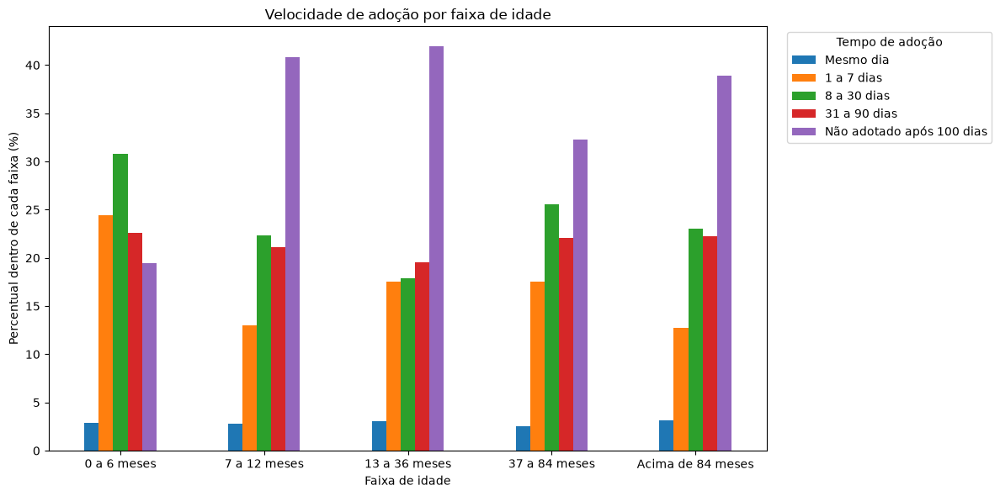 Velocidade de adoção por faixa de idade
Percentual dentro de cada faixa (%)
40
35
30
25
20
15
10
5
0
0 a 6 meses
7 a 12 meses
13 a 36 meses
37 a 84 meses
Acima de 84 meses
Faixa de idade
Tempo de adoção
Mesmo dia
1 a 7 dias
8 a 30 dias
31 a 90 dias
Não adotado após 100 dias